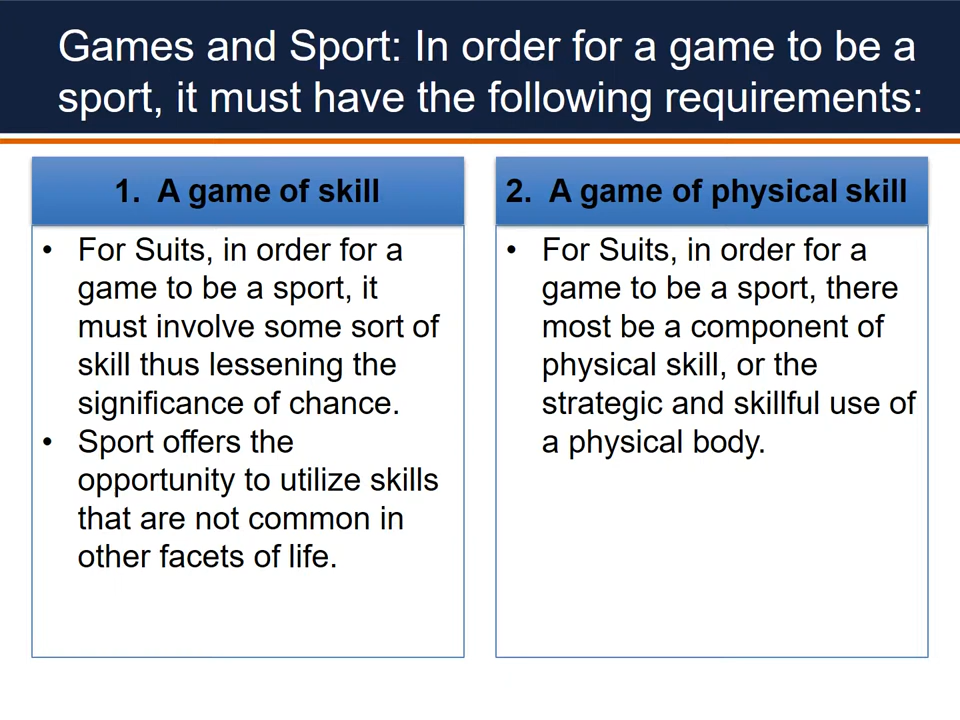 Games and Sport: In order for a game to be a
sport, it must have the following requirements:
1. A game of skill
• For Suits, in order for a
game to be a sport, it
must involve some sort of
skill thus lessening the
significance of chance.
• Sport offers the
opportunity to utilize skills
that are not common in
other facets of life.
2. A game of physical skill
• For Suits, in order for a
game to be a sport, there
most be a component of
physical skill, or the
strategic and skillful use of
a physical body.